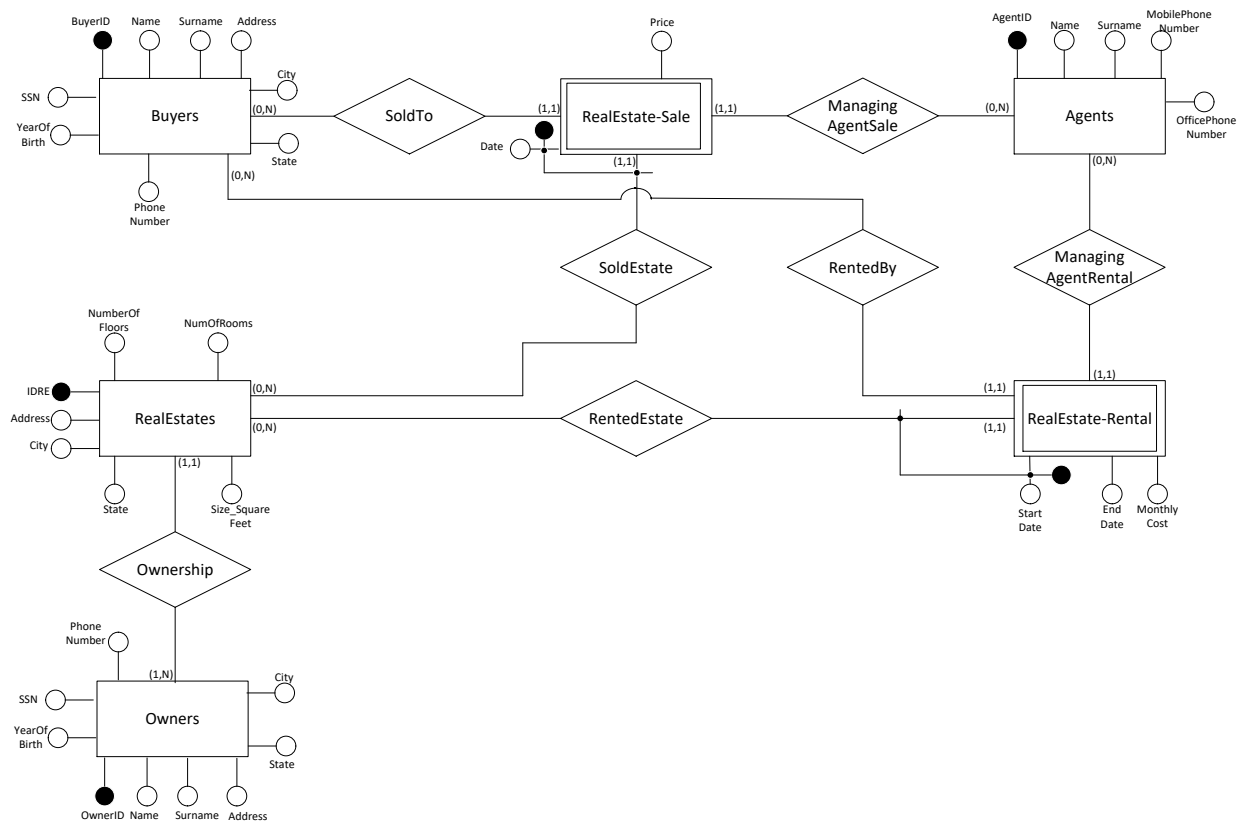 BuyerID
Name
Surname
Address
SSN
YearOf
Birth
Buyers
City
(0,N)
State
(0,N)
Phone
Number
SoldTo
Price
(1,1)
RealEstate-Sale
Date
(1,1)
(1,1)
Managing
AgentSale
AgentID
Name
Surname
MobilePhone
Number
(0,N)
Agents
OfficePhone
Number
(0,N)
SoldEstate
RentedBy
Managing
AgentRental
NumberOf
Floors
NumOfRooms
IDRE
Address
City
RealEstates
(0,N)
(0,N)
(1,1)
State
Size_Square
Feet
RentedEstate
(1,1)
(1,1)
(1,1)
RealEstate-Rental
Start
Date
End
Date
Monthly
Cost
Ownership
Phone
Number
(1,N)
City
SSN
YearOf
Birth
Owners
State
OwnerID
Name
Surname
Address